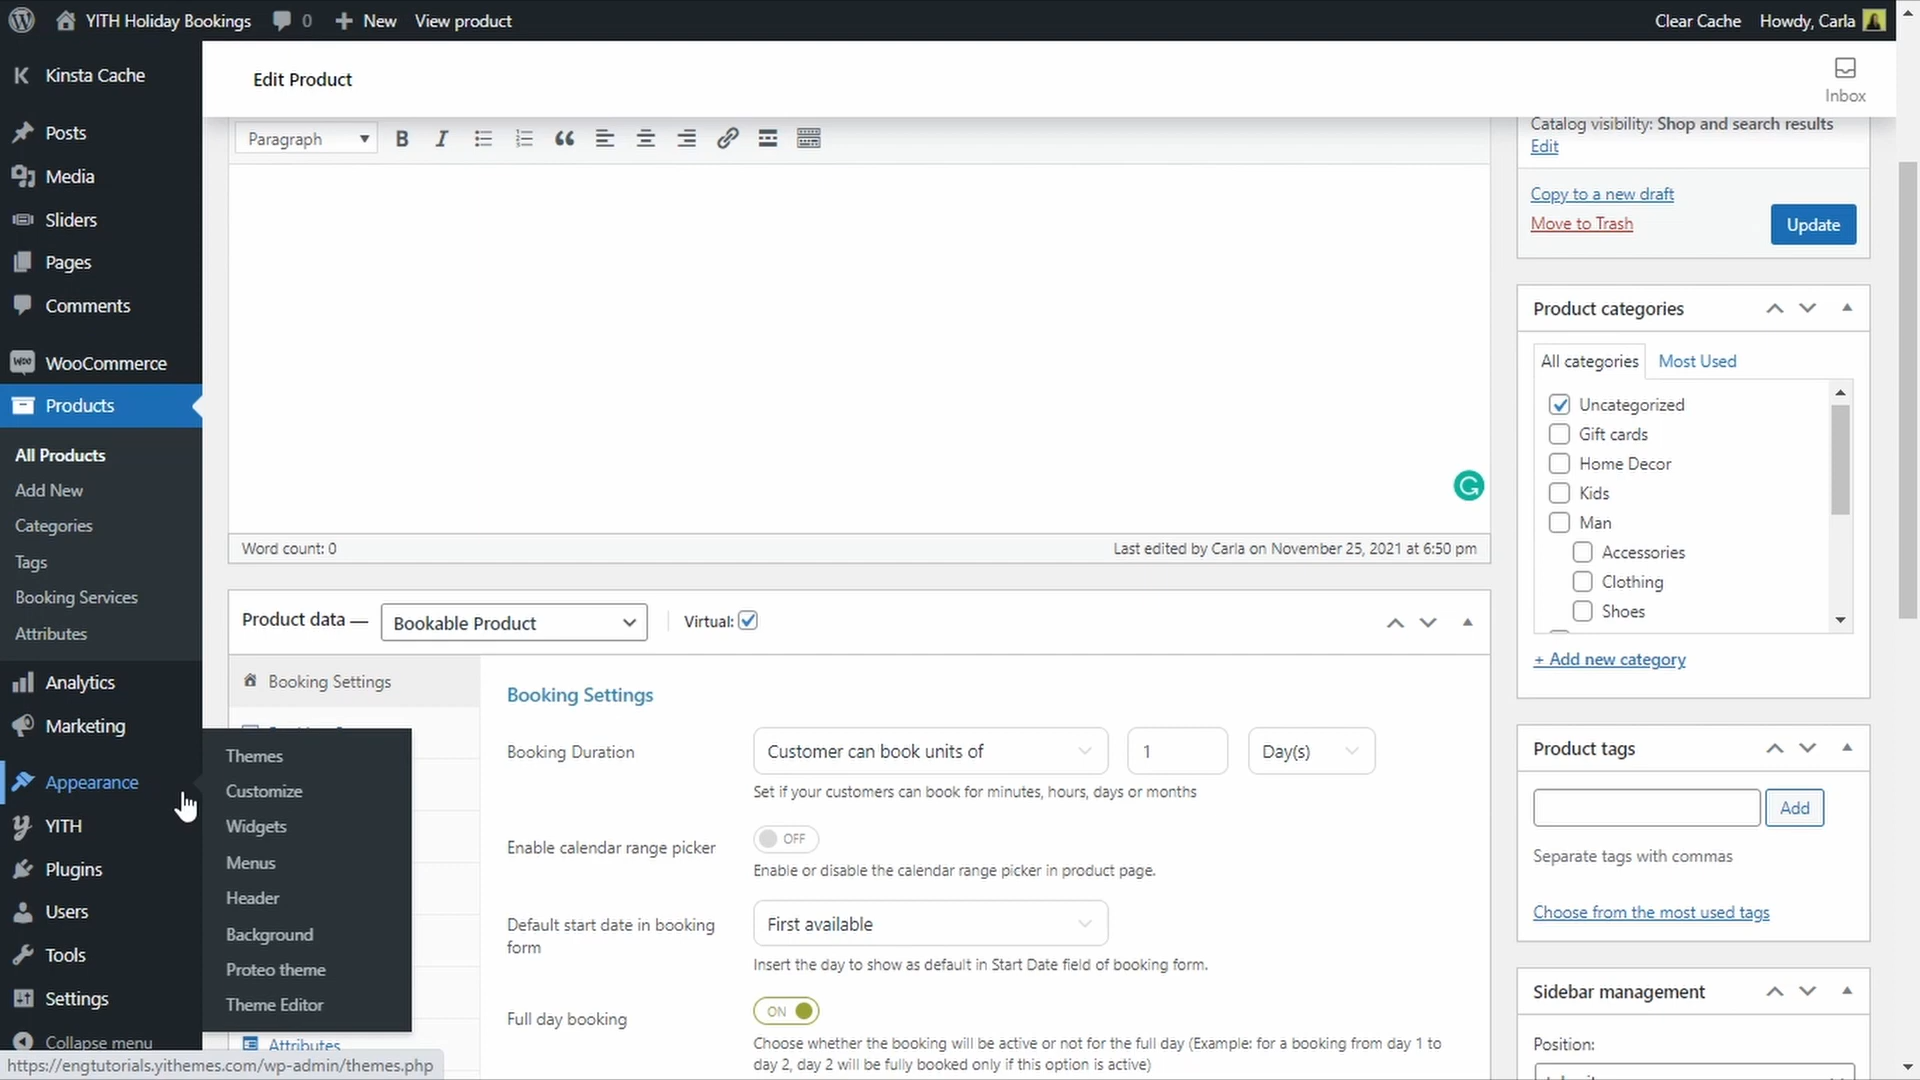 YITH Holiday Bookings 0 New View product Clear Cache Howdy, Carla
Kinsta Cache
Posts
Media
Sliders
Pages
Comments
WooCommerce
Products
All Products
Add New
Categories
Tags
Booking Services
Attributes
Analytics
Marketing
Appearance
YITH
Plugins
Users
Tools
Settings
Collapse menu
Themes
Customize
Widgets
Menus
Header
Background
Proteo theme
Theme Editor
https://engtutorials.yithemes.com/wp-admin/themes.php
Edit Product
Inbox
Paragraph
Word count: 0 Last edited by Carla on November 25, 2021 at 6:50 pm
Product data — Bookable Product Virtual:
Booking Settings
Attributes
Booking Settings
Booking Duration Customer can book units of 1 Day(s)
Set if your customers can book for minutes, hours, days or months
Enable calendar range picker OFF
Enable or disable the calendar range picker in product page.
Default start date in booking form First available
Insert the day to show as default in Start Date field of booking form.
Full day booking ON
Choose whether the booking will be active or not for the full day (Example: for a booking from day 1 to
day 2, day 2 will be fully booked only if this option is active)
Catalog visibility: Shop and search results
Edit
Copy to a new draft
Move to Trash Update
Product categories
All categories Most Used
Uncategorized
Gift cards
Home Decor
Kids
Man
Accessories
Clothing
Shoes
+ Add new category
Product tags
Add
Separate tags with commas
Choose from the most used tags
Sidebar management
Position: